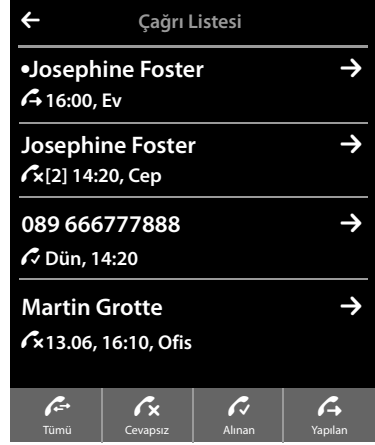 Çağrı Listesi
•Josephine Foster
16:00, Ev
Josephine Foster
[2] 14:20, Cep
089 666777888
Dün, 14:20
Martin Grotte
13.06, 16:10, Ofis
Tümü Cevapsız Alınan Yapılan